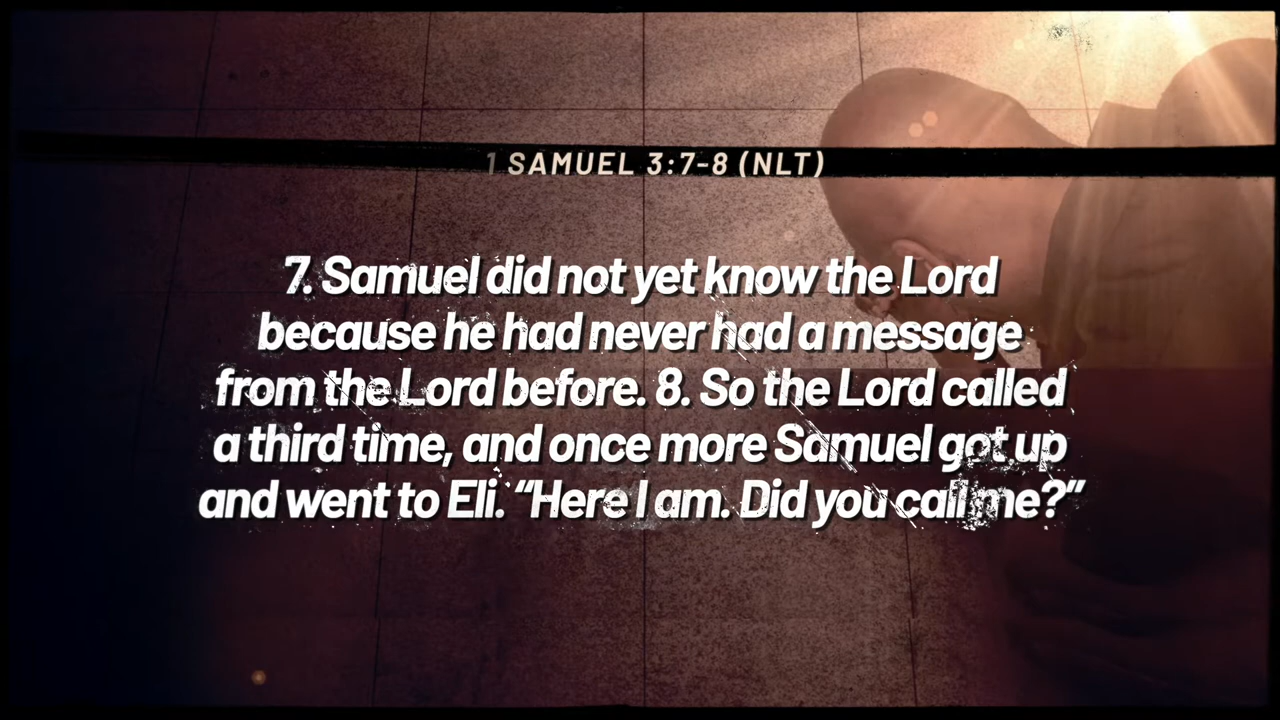 1 SAMUEL 3:7-8 (NLT)
7. Samuel did not yet know the Lord
because he had never had a message
from the Lord before. 8. So the Lord called
a third time, and once more Samuel got up
and went to Eli. “Here I am. Did you call me?”